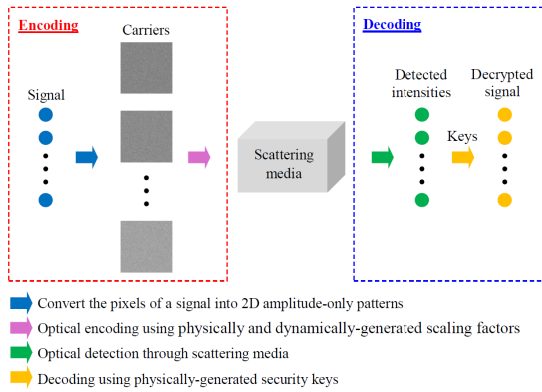 Encoding
Carriers
Signal
Scattering
media
Decoding
Detected
intensities
Decrypted
signal
Keys
Convert the pixels of a signal into 2D amplitude-only patterns
Optical encoding using physically and dynamically-generated scaling factors
Optical detection through scattering media
Decoding using physically-generated security keys